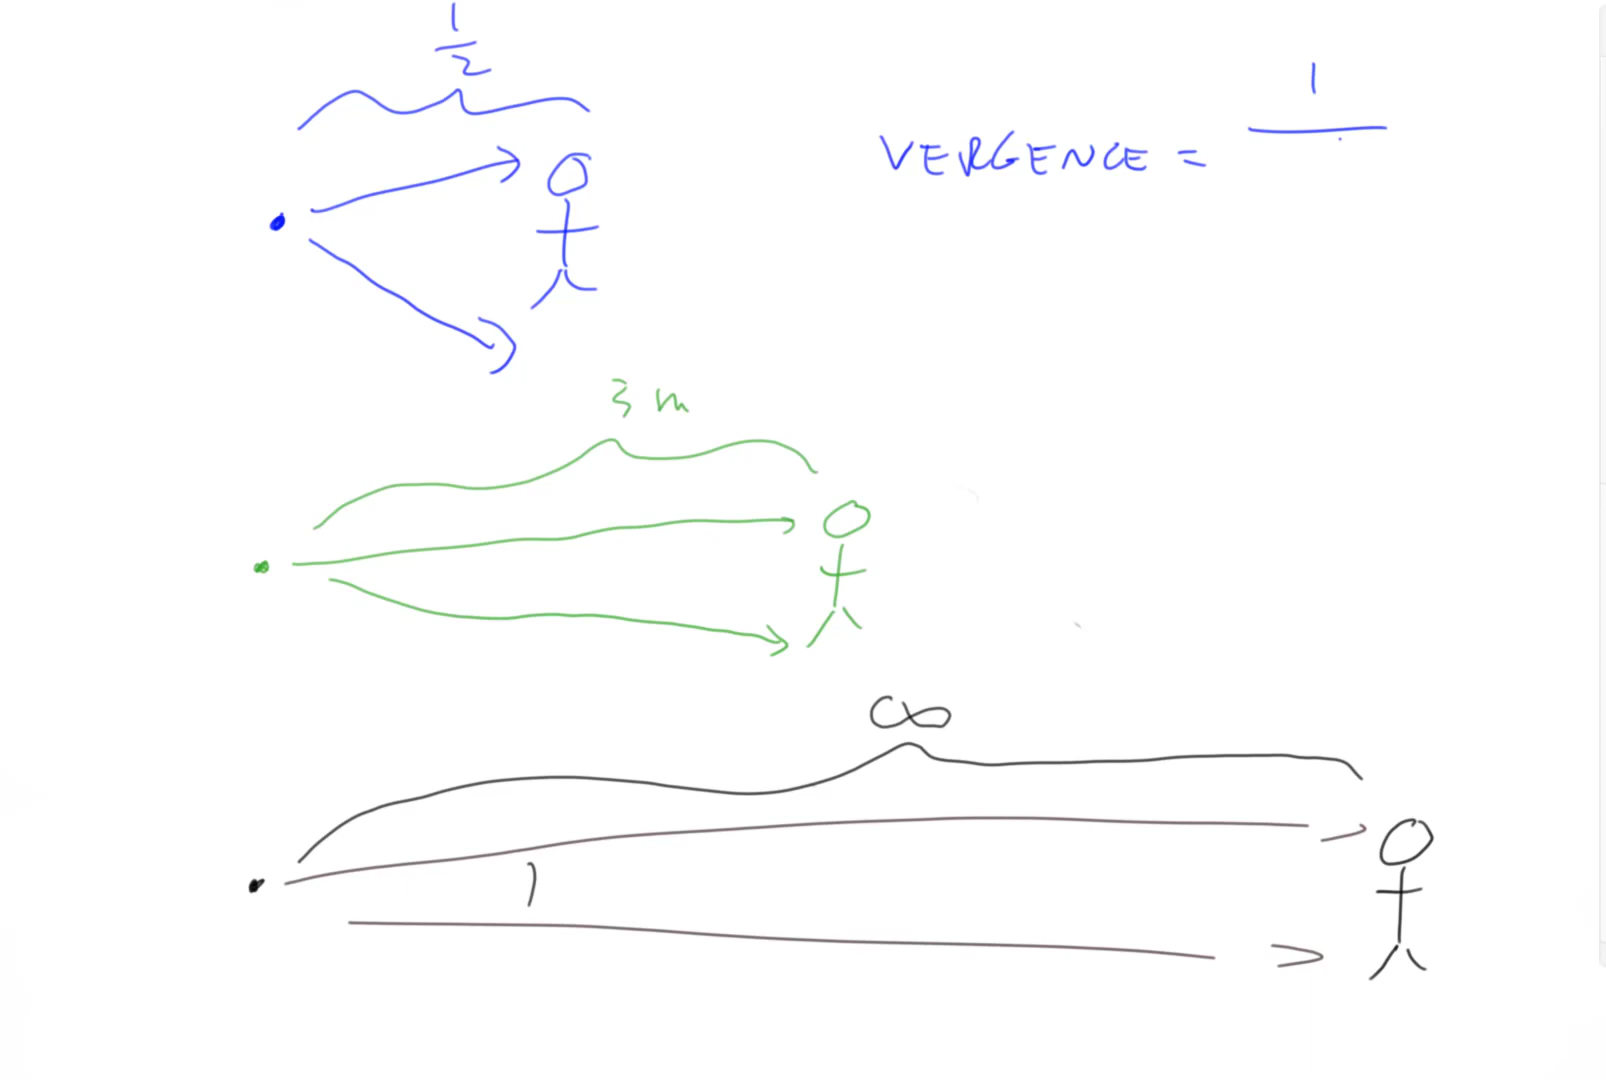 1/2
VERGENCE = 1/
3 m
∞